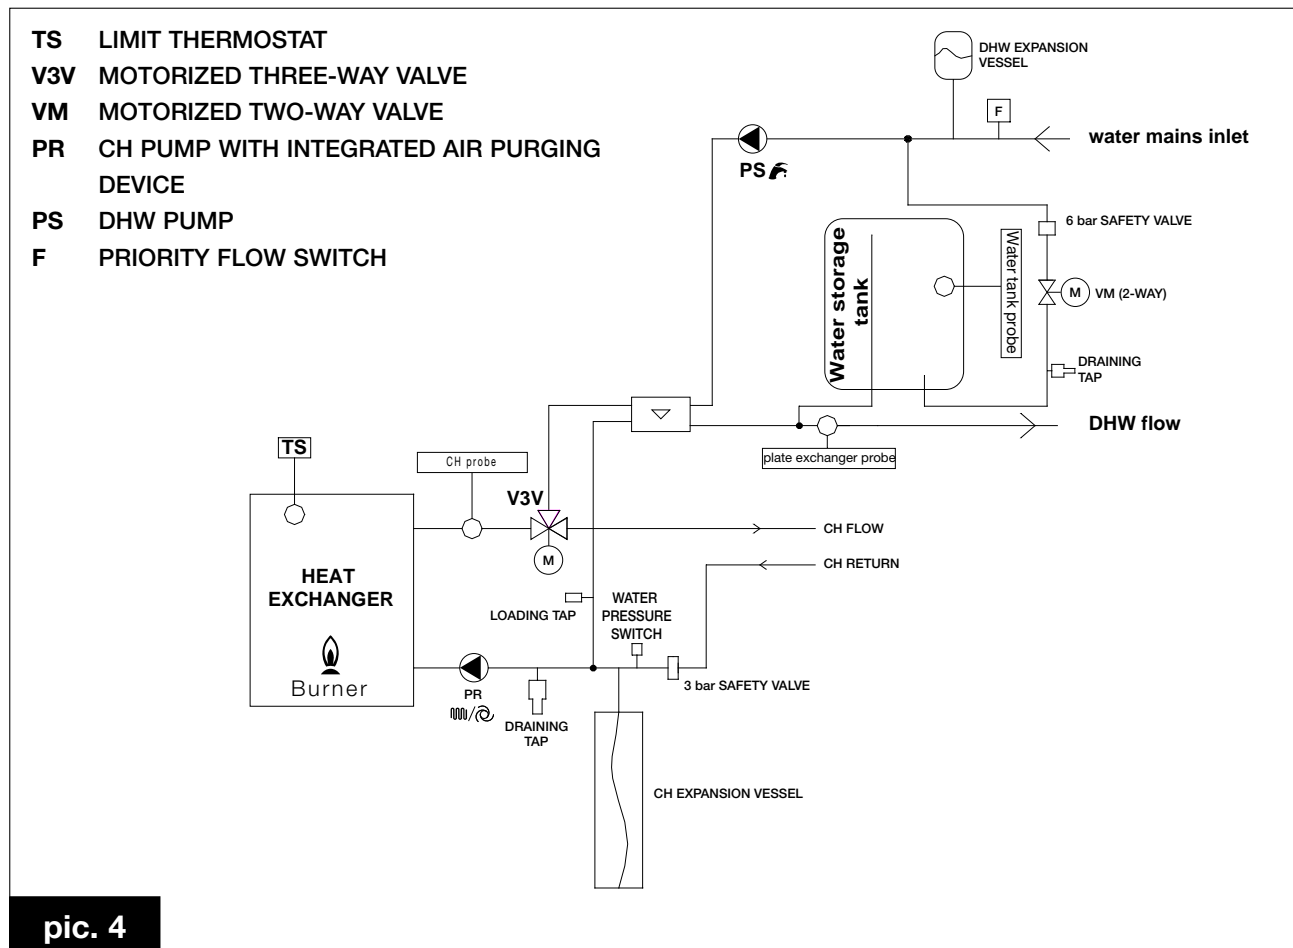 TS LIMIT THERMOSTAT
V3V MOTORIZED THREE-WAY VALVE
VM MOTORIZED TWO-WAY VALVE
PR CH PUMP WITH INTEGRATED AIR PURGING
DEVICE
PS DHW PUMP
F PRIORITY FLOW SWITCH
DHW EXPANSION
VESSEL
F
water mains inlet
PS
6 bar SAFETY VALVE
Water storage
tank
Water tank probe
M
VM (2-WAY)
DRAINING
TAP
DHW flow
plate exchanger probe
TS
CH probe
V3V
M
CH FLOW
CH RETURN
HEAT
EXCHANGER
Burner
LOADING TAP
WATER
PRESSURE
SWITCH
3 bar SAFETY VALVE
PR
/
DRAINING
TAP
CH EXPANSION VESSEL
pic. 4